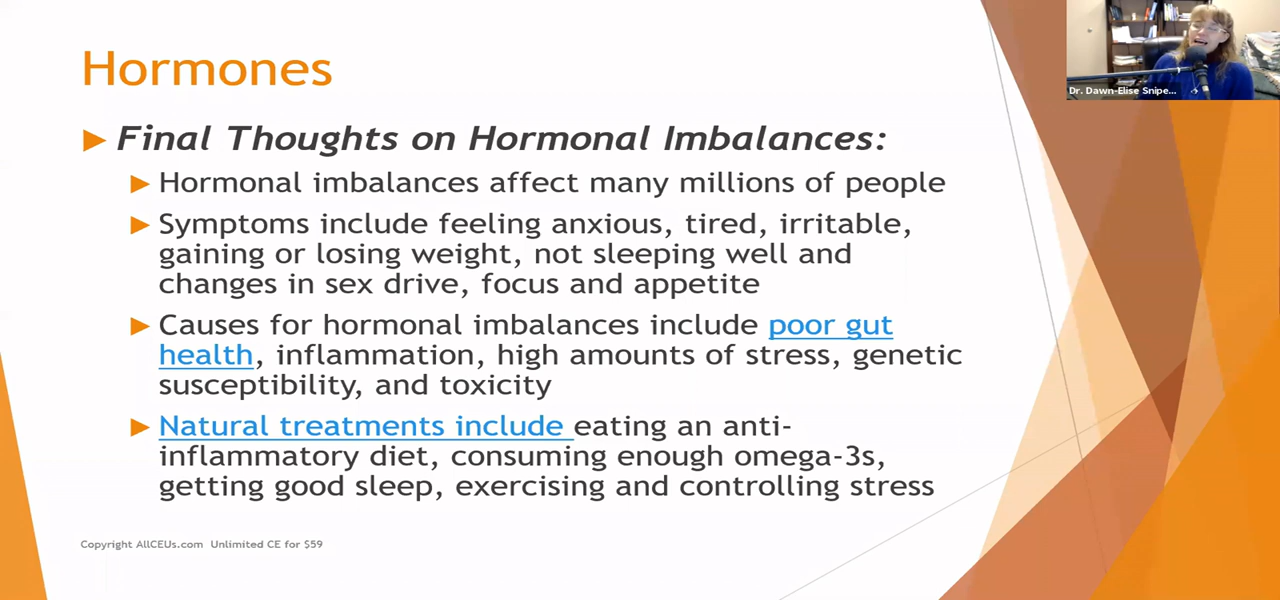 Hormones
Dr. Dawn-Elise Snipe...
Final Thoughts on Hormonal Imbalances:
Hormonal imbalances affect many millions of people
Symptoms include feeling anxious, tired, irritable,
gaining or losing weight, not sleeping well and
changes in sex drive, focus and appetite
Causes for hormonal imbalances include poor gut
health, inflammation, high amounts of stress, genetic
susceptibility, and toxicity
Natural treatments include eating an anti-
inflammatory diet, consuming enough omega-3s,
getting good sleep, exercising and controlling stress
Copyright AllCEUs.com Unlimited CE for $59